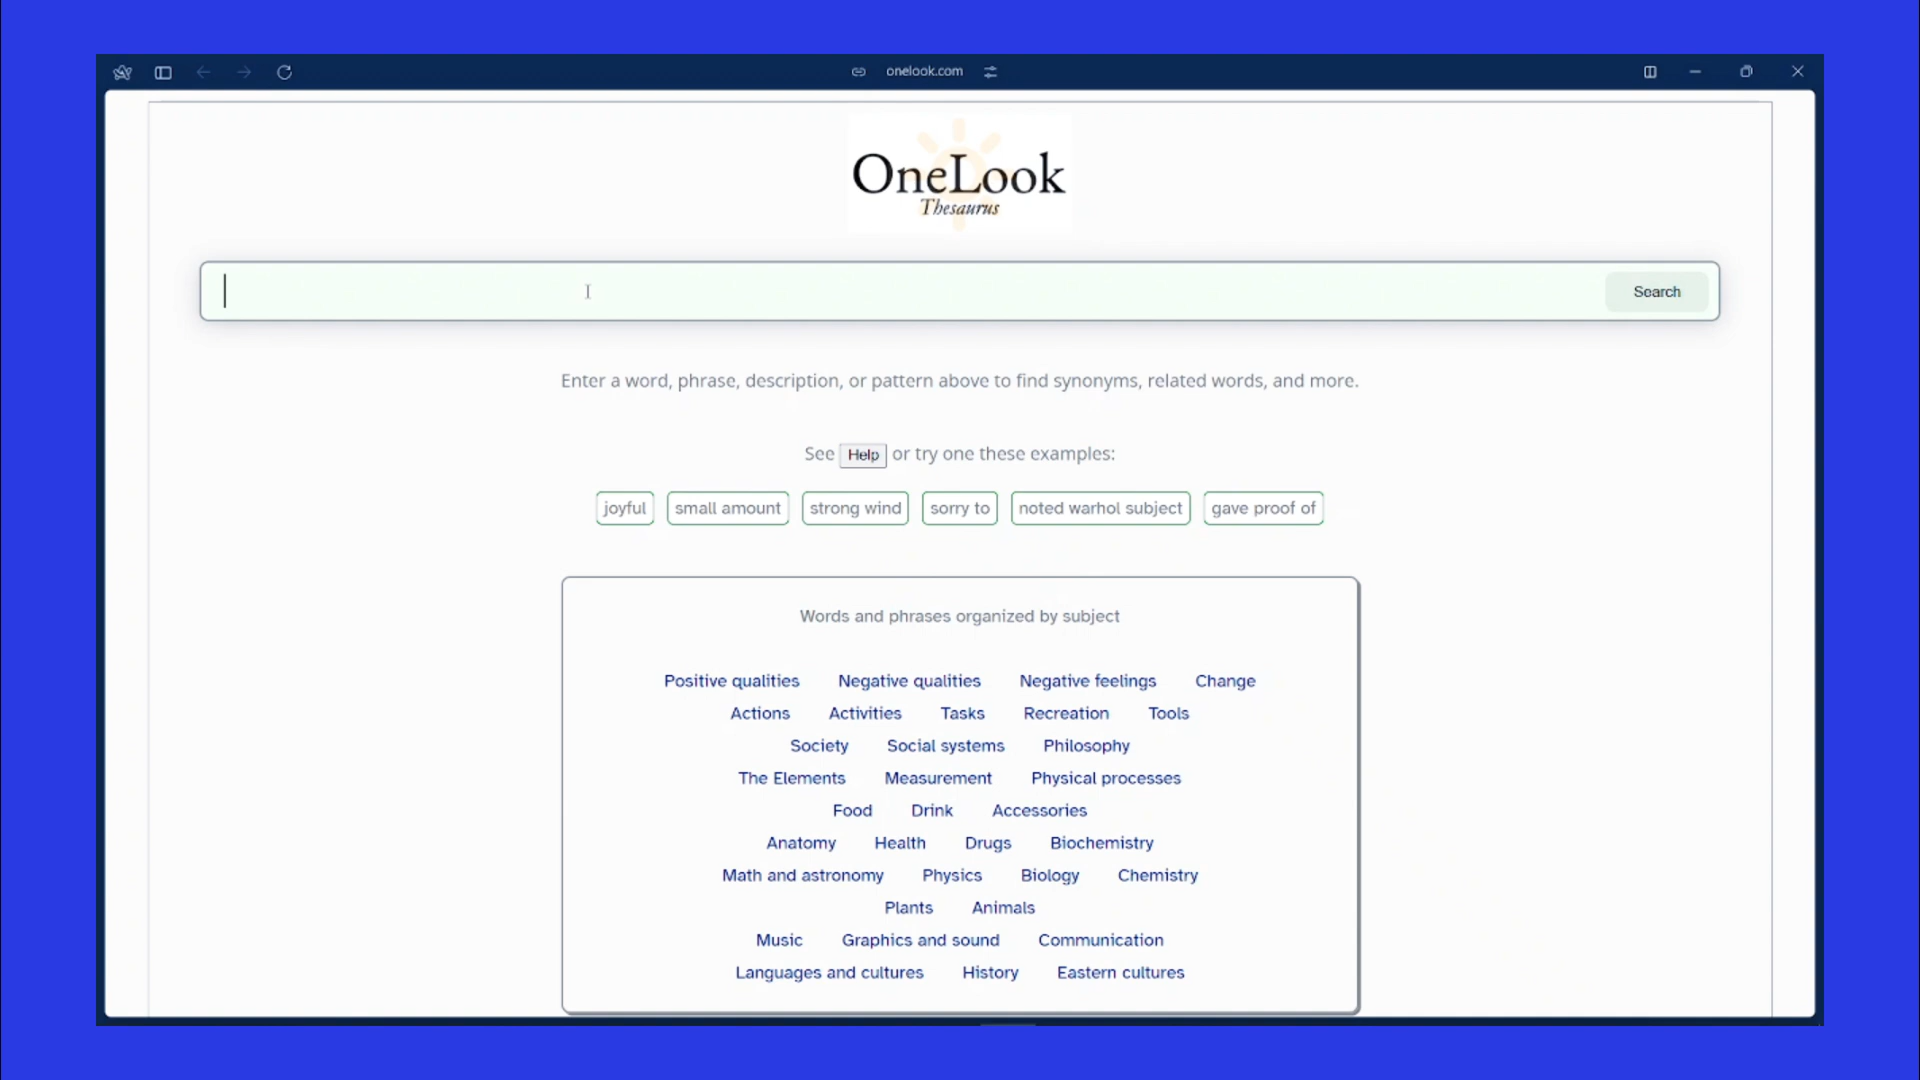 onelook.com
OneLook
Thesaurus
Search
Enter a word, phrase, description, or pattern above to find synonyms, related words, and more.
See Help or try one these examples:
joyful small amount strong wind sorry to noted warhol subject gave proof of
Words and phrases organized by subject
Positive qualities Negative qualities Negative feelings Change
Actions Activities Tasks Recreation Tools
Society Social systems Philosophy
The Elements Measurement Physical processes
Food Drink Accessories
Anatomy Health Drugs Biochemistry
Math and astronomy Physics Biology Chemistry
Plants Animals
Music Graphics and sound Communication
Languages and cultures History Eastern cultures